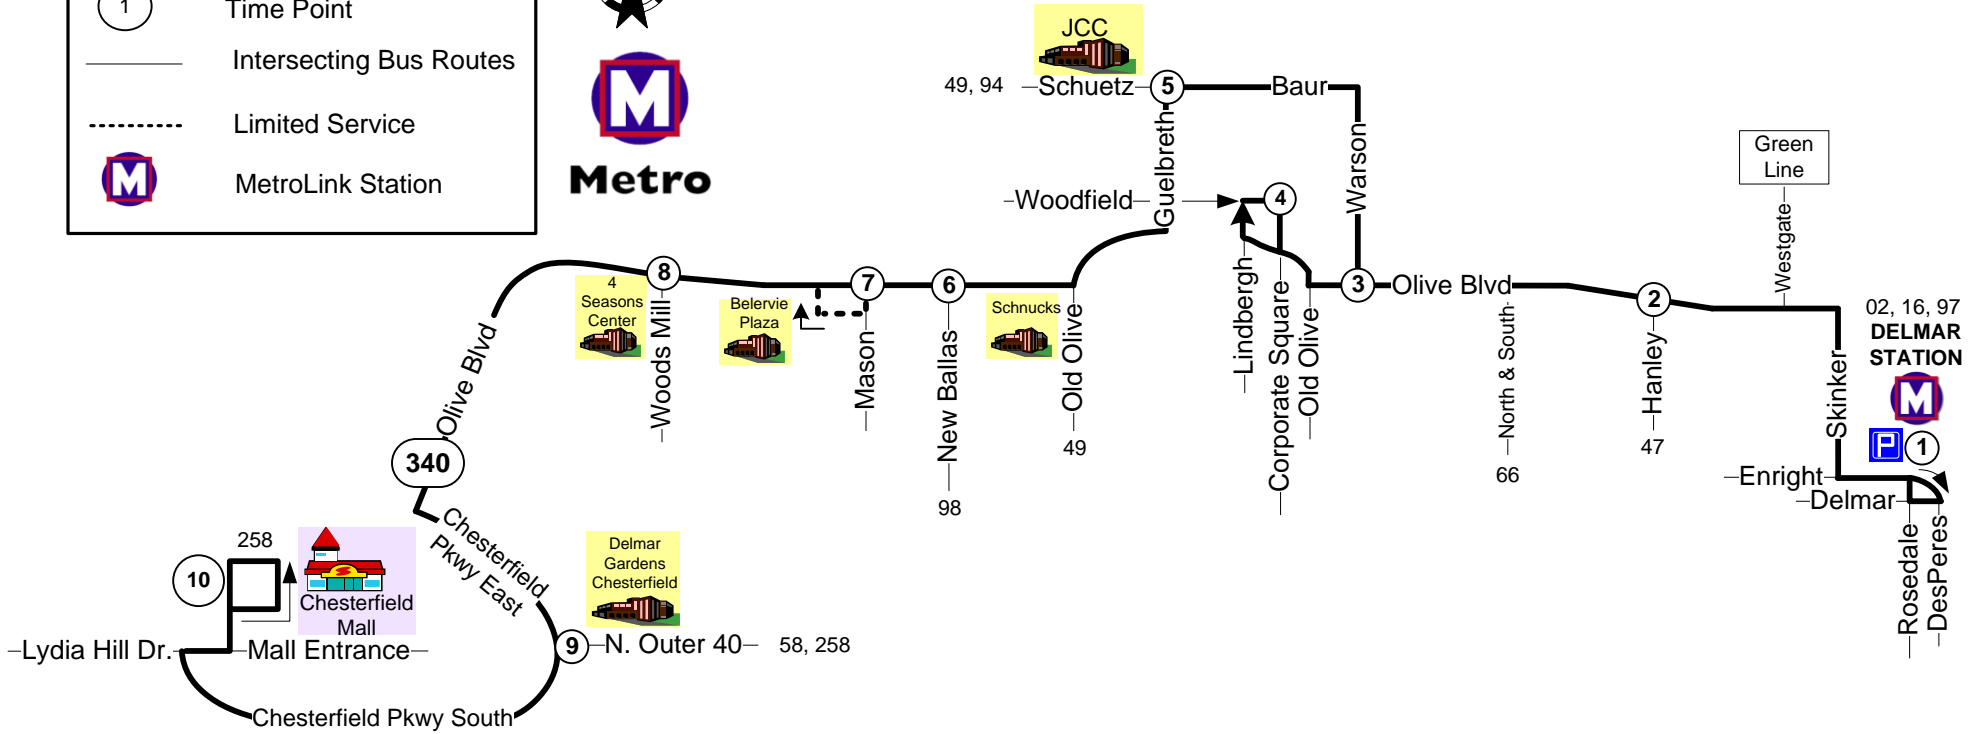 1
Time Point
Intersecting Bus Routes
Limited Service
M
MetroLink Station
M
Metro
JCC
49, 94
Schuetz
5
Baur
Guelbreth
Warson
Woodfield
4
Green
Line
Westgate
8
7
6
3
Olive Blvd
2
4
Seasons
Center
Woods Mill
Belervie
Plaza
Mason
New Ballas
98
Schnucks
Old Olive
49
Lindbergh
Corporate Square
Old Olive
North & South
66
Hanley
47
02, 16, 97
DELMAR
STATION
M
P
1
Skinker
Enright
Delmar
Rosedale
DesPeres
Olive Blvd
340
Chesterfield
Pkwy East
258
10
Chesterfield
Mall
Delmar
Gardens
Chesterfield
9
N. Outer 40
58, 258
Lydia Hill Dr.
Mall Entrance
Chesterfield Pkwy South